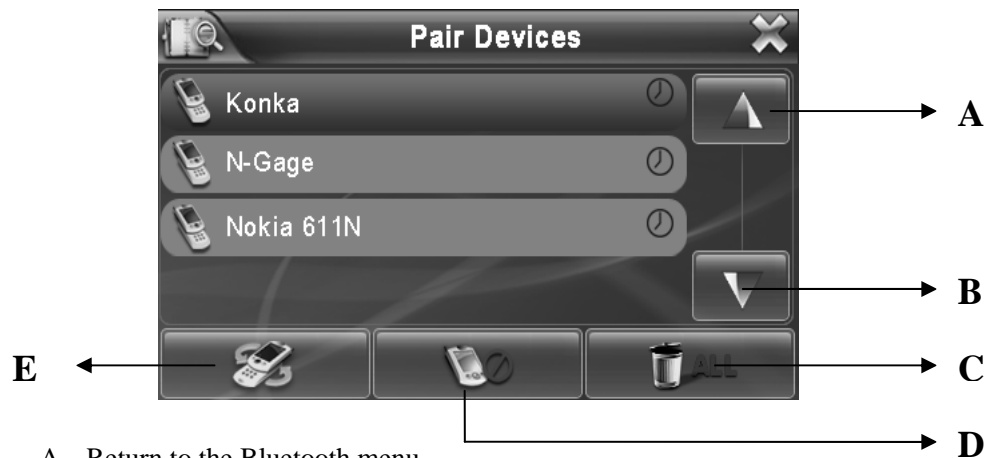 Pair Devices
Konka
N-Gage
Nokia 611N
ALL
A
B
C
D
E
A Return to the Bluetooth menu